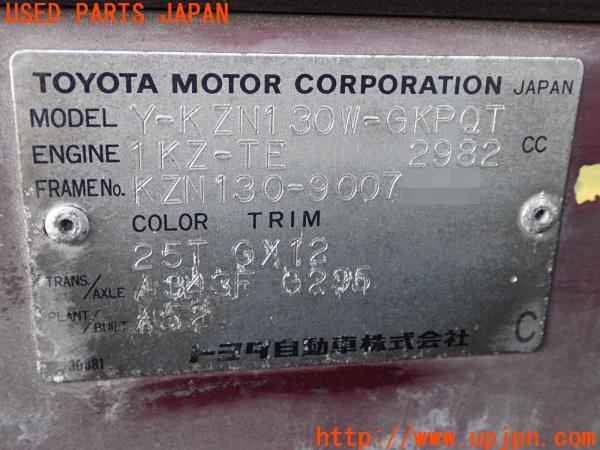 USED PARTS JAPAN
TOYOTA MOTOR CORPORATION JAPAN
MODEL Y-KZN130W-GKPQT
ENGINE 1KZ-TE 2982 CC
FRAME No. KZN130-9007
COLOR TRIM
25T GX12
TRANS./AXLE A343F G295
PLANT/BUILT A52
トヨタ自動車株式会社 C
30881
http://www.upjpn.com